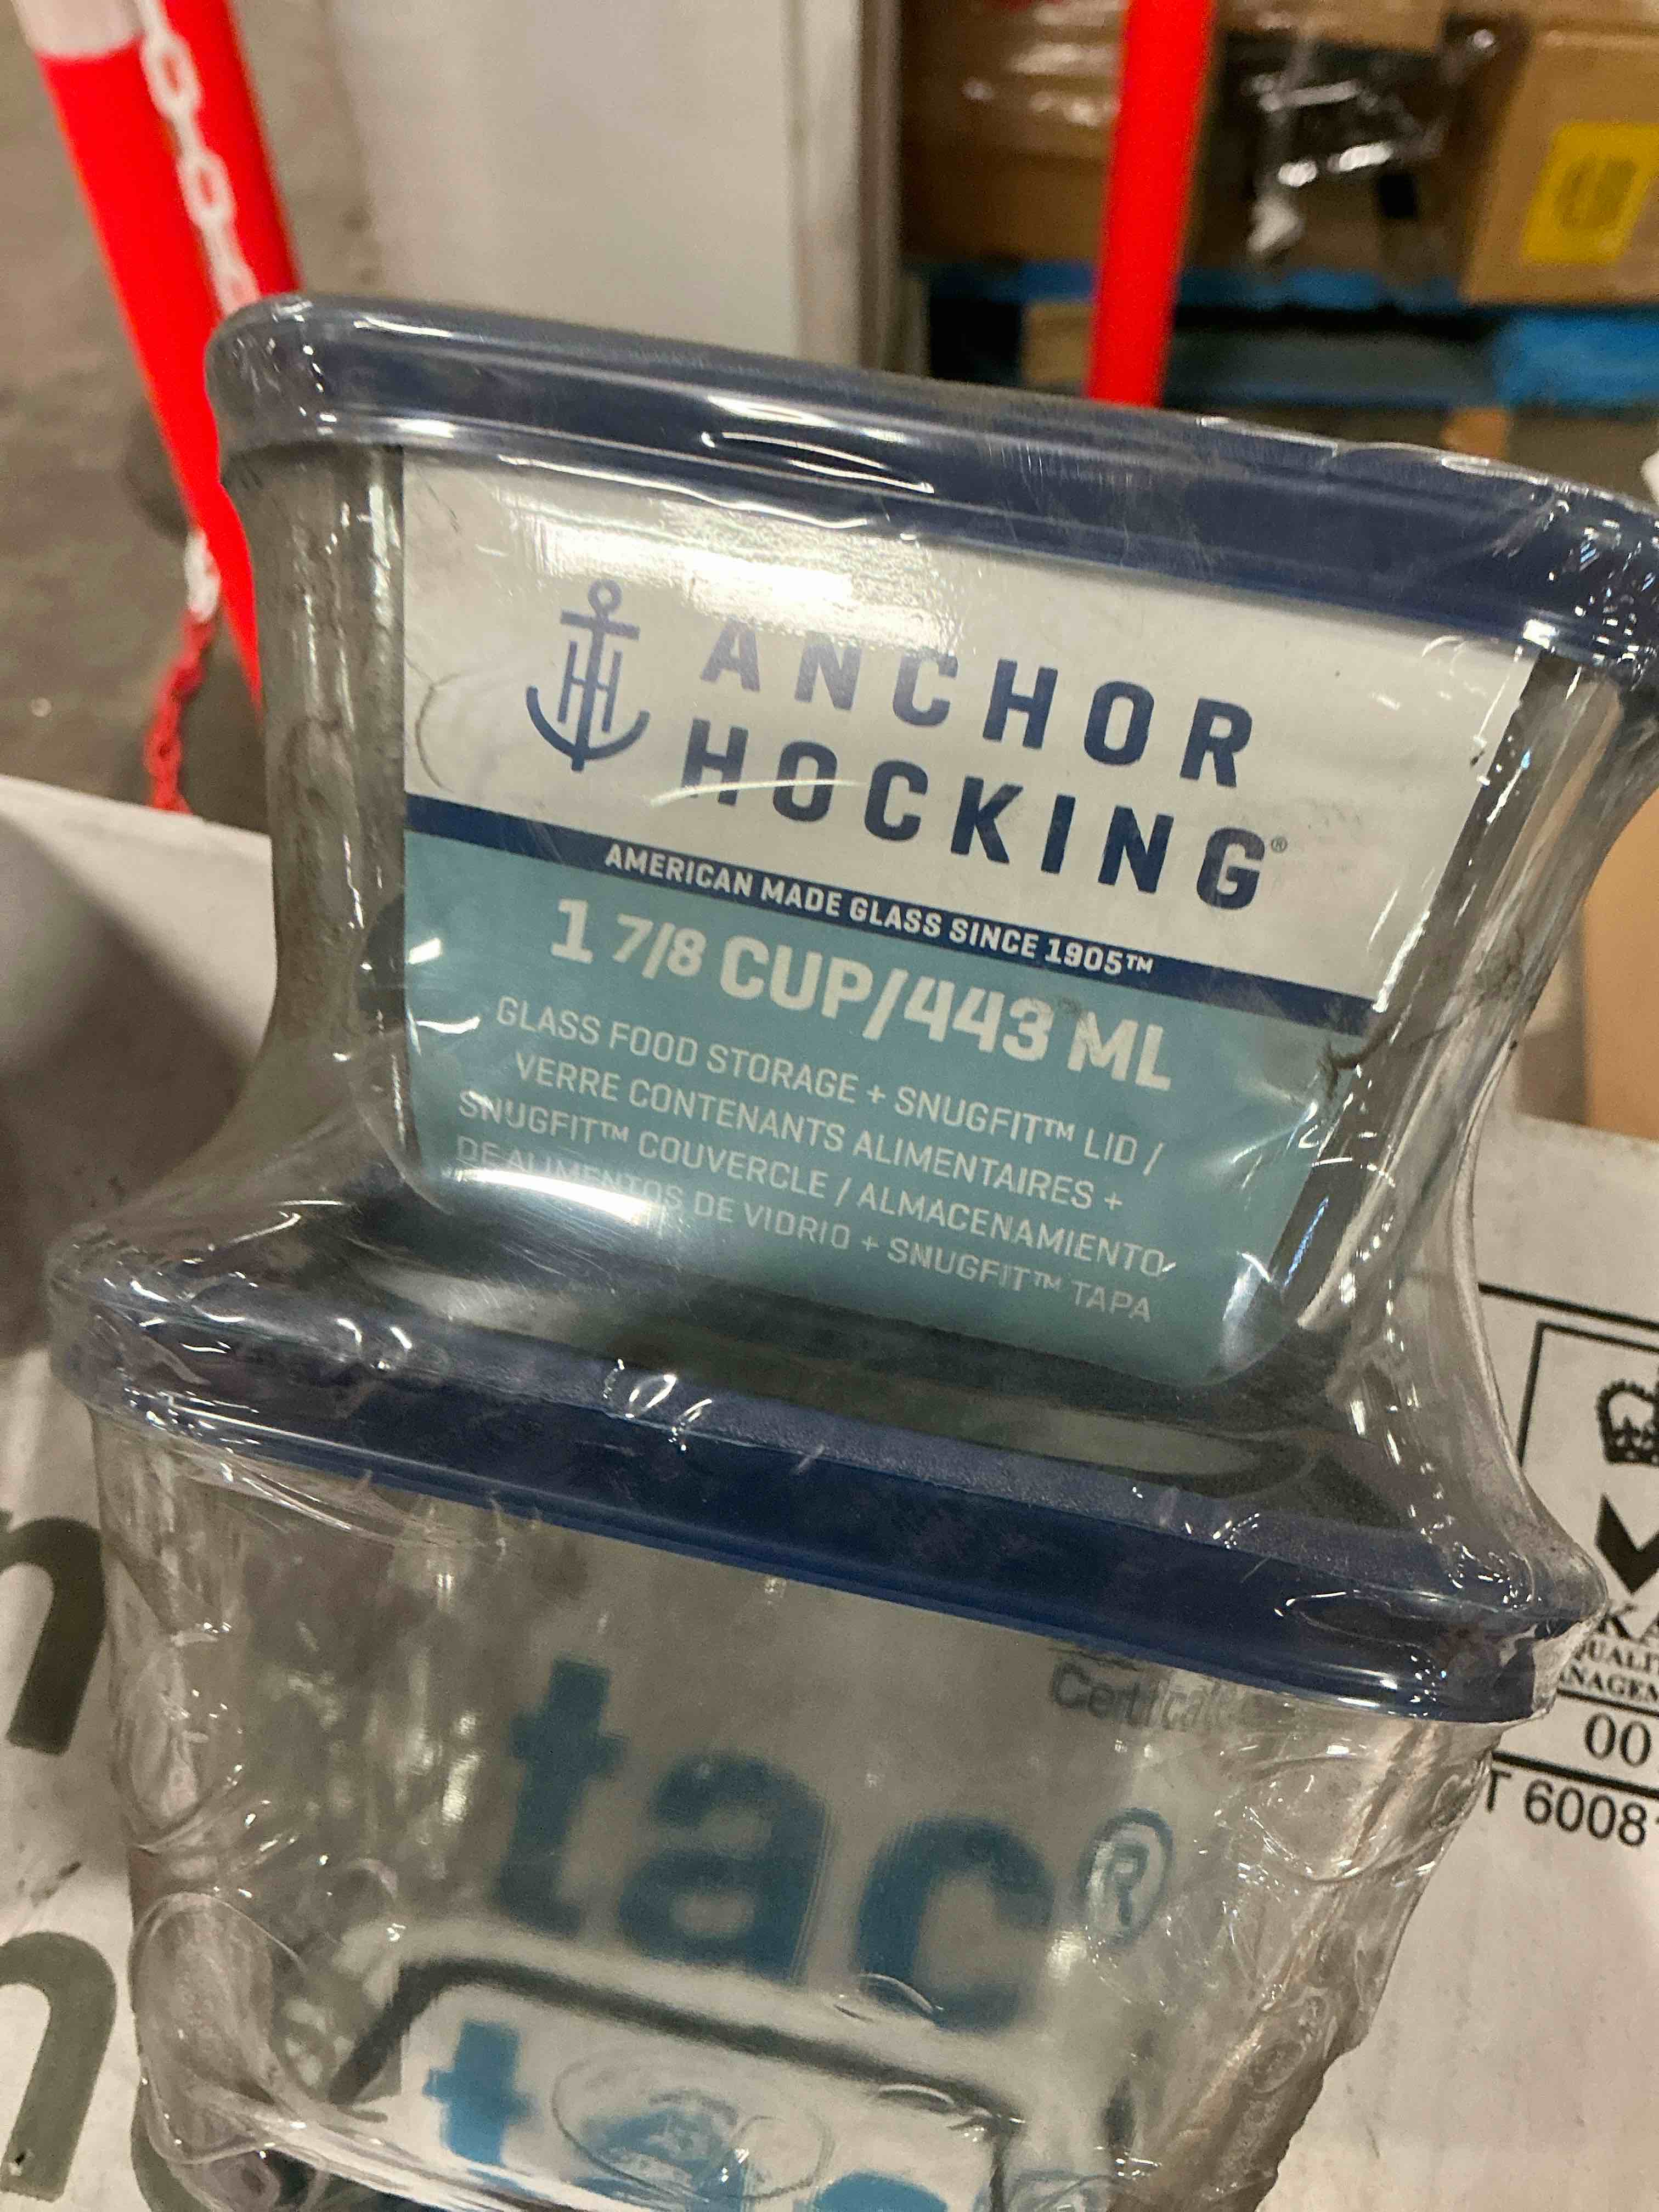 ANCHOR
HOCKING®
AMERICAN MADE GLASS SINCE 1905™
1 7/8 CUP/443 ML
GLASS FOOD STORAGE + SNUGFIT™ LID /
VERRE CONTENANTS ALIMENTAIRES +
SNUGFIT™ COUVERCLE / ALMACENAMIENTO
DE ALIMENTOS DE VIDRIO + SNUGFIT™ TAPA
tac®
00
6008